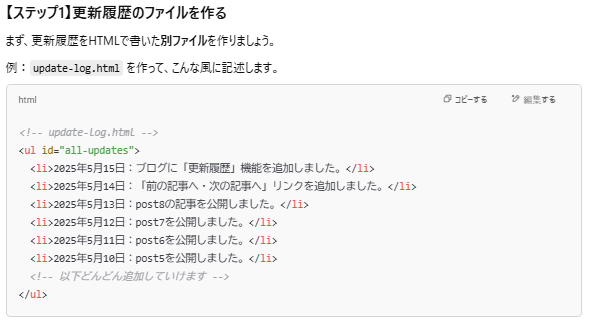 【ステップ1】更新履歴のファイルを作る
まず、更新履歴をHTMLで書いた別ファイルを作りましょう。
例： update-log.html を作って、こんな風に記述します。
html コピーする 編集する
<!-- update-log.html -->
<ul id="all-updates">
  <li>2025年5月15日：ブログに「更新履歴」機能を追加しました。</li>
  <li>2025年5月14日：「前の記事へ・次の記事へ」リンクを追加しました。</li>
  <li>2025年5月13日：post8の記事を公開しました。</li>
  <li>2025年5月12日：post7を公開しました。</li>
  <li>2025年5月11日：post6を公開しました。</li>
  <li>2025年5月10日：post5を公開しました。</li>
  <!-- 以下どんどん追加していけます -->
</ul>